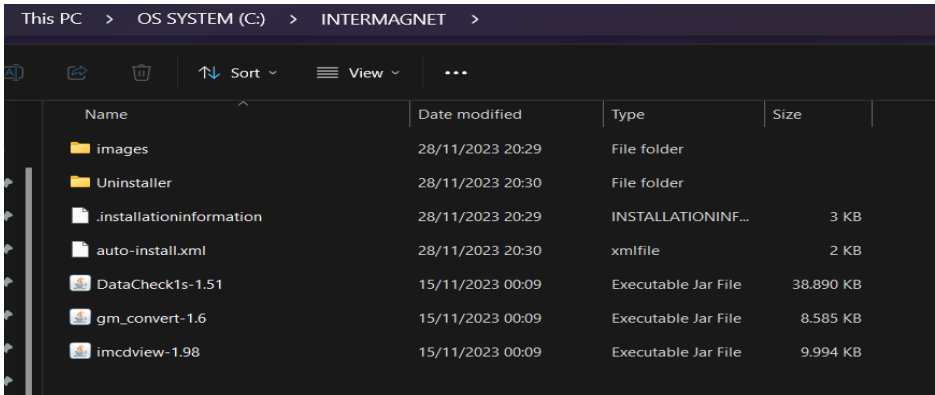 This PC > OS SYSTEM (C:) > INTERMAGNET >
Sort View ...
Name Date modified Type Size
images 28/11/2023 20:29 File folder
Uninstaller 28/11/2023 20:30 File folder
.installationinformation 28/11/2023 20:29 INSTALLATIONINF... 3 KB
auto-install.xml 28/11/2023 20:30 xmlfile 2 KB
DataCheck1s-1.51 15/11/2023 00:09 Executable Jar File 38.890 KB
gm_convert-1.6 15/11/2023 00:09 Executable Jar File 8.585 KB
imcdview-1.98 15/11/2023 00:09 Executable Jar File 9.994 KB